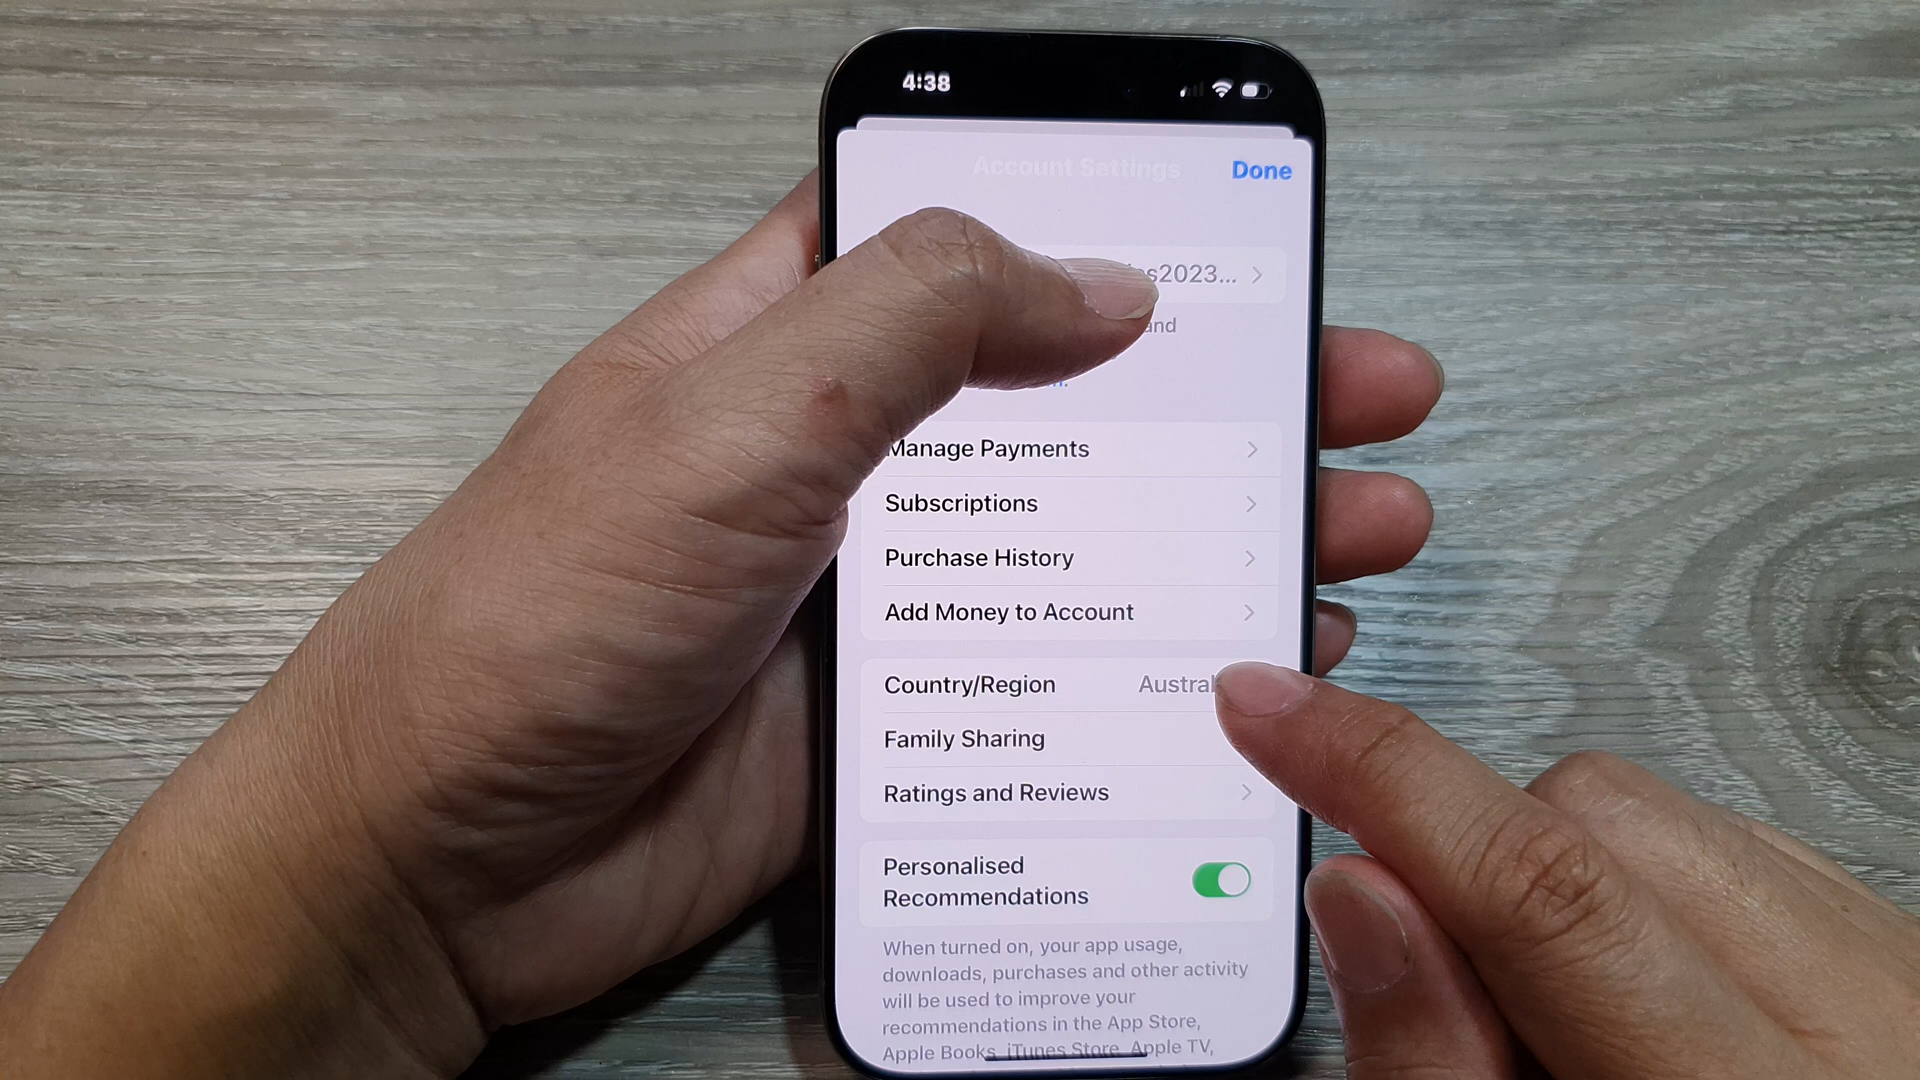 4:38
Account Settings
Done
s2023...
and
Manage Payments
Subscriptions
Purchase History
Add Money to Account
Country/Region
Austral
Family Sharing
Ratings and Reviews
Personalised
Recommendations
When turned on, your app usage,
downloads, purchases and other activity
will be used to improve your
recommendations in the App Store,
Apple Books, iTunes Store, Apple TV,